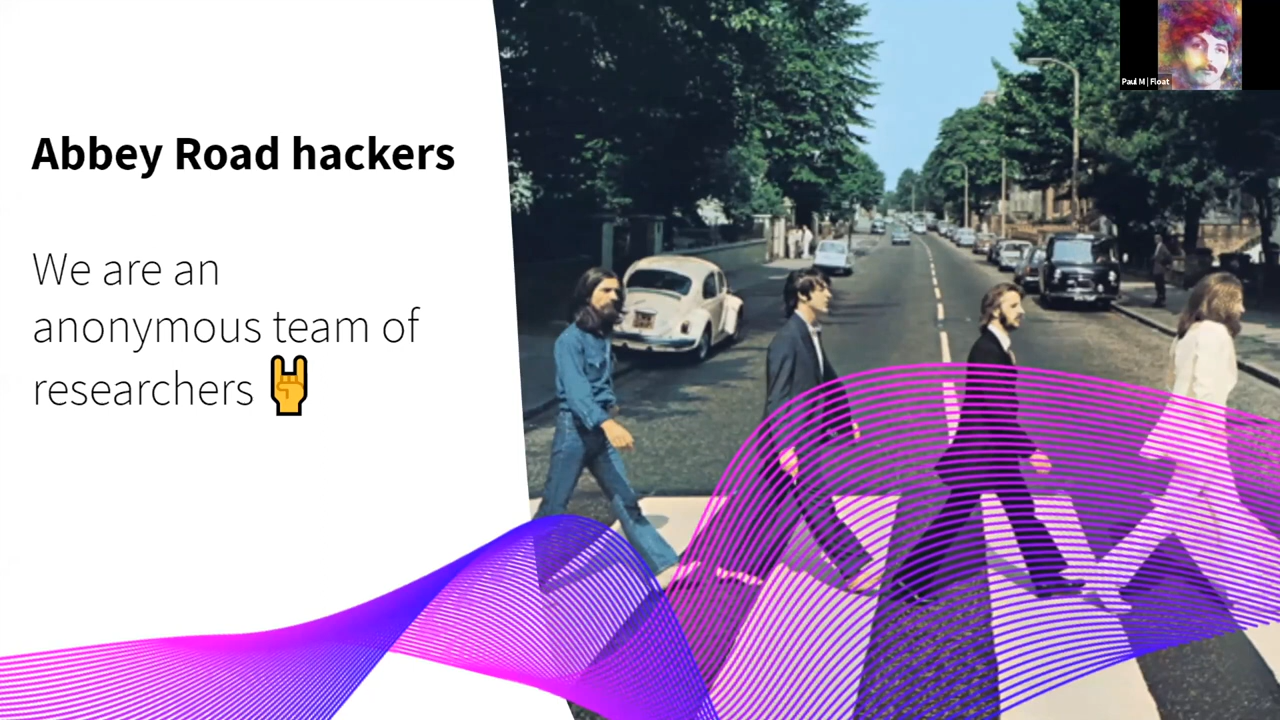 Abbey Road hackers
We are an
anonymous team of
researchers 🤘
Paul M | Float